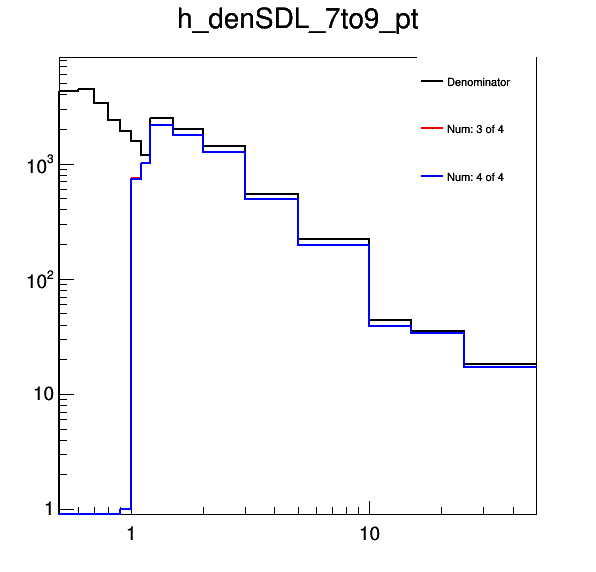 h_denSDL_7to9_pt
Denominator
Num: 3 of 4
Num: 4 of 4
10³
10²
10
1
1
10